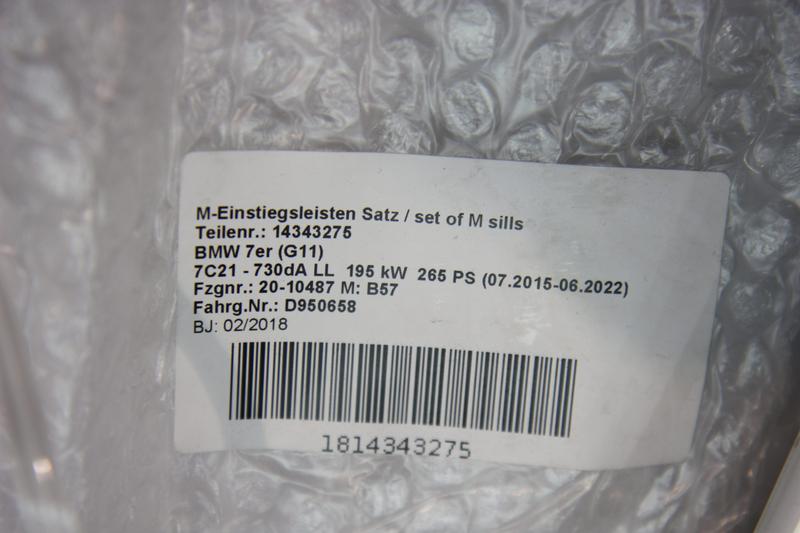 M-Einstiegsleisten Satz / set of M sills
Teilenr.: 14343275
BMW 7er (G11)
7C21 - 730dA LL 195 kW 265 PS (07.2015-06.2022)
Fzgnr.: 20-10487 M: B57
Fahrg.Nr.: D950658
BJ: 02/2018
1814343275